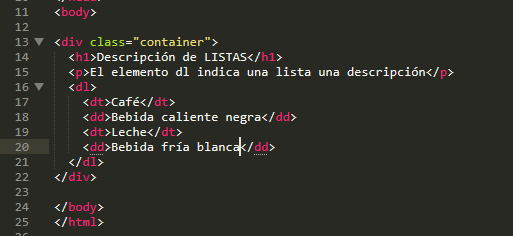 11 <body>
12
13 <div class="container">
14 <h1>Descripción de LISTAS</h1>
15 <p>El elemento dl indica una lista una descripción</p>
16 <dl>
17 <dt>Café</dt>
18 <dd>Bebida caliente negra</dd>
19 <dt>Leche</dt>
20 <dd>Bebida fría blanca</dd>
21 </dl>
22 </div>
23
24 </body>
25 </html>